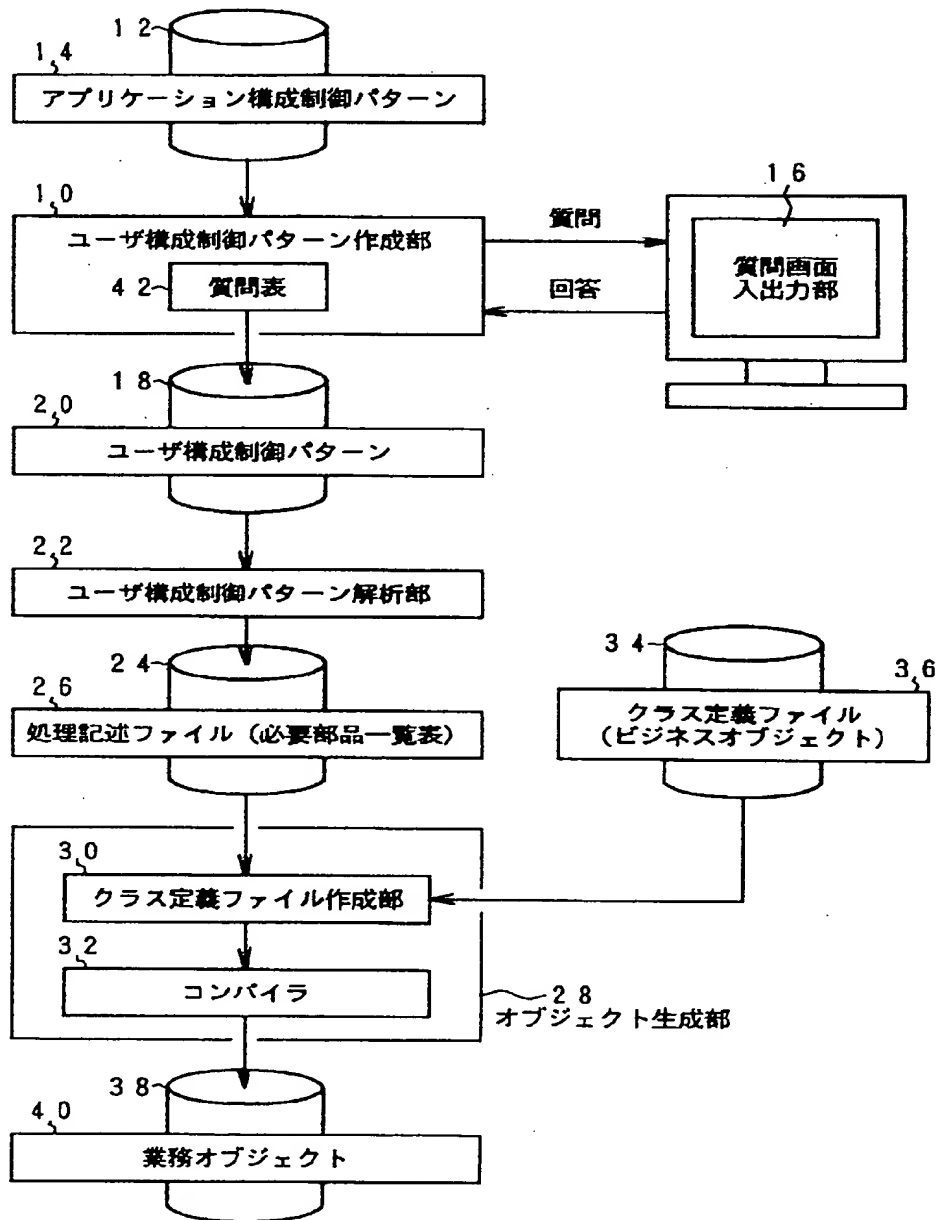 12
14
アプリケーション構成制御パターン
10
ユーザ構成制御パターン作成部
42
質問表
質問
回答
16
質問画面
入出力部
18
20
ユーザ構成制御パターン
22
ユーザ構成制御パターン解析部
24
26
処理記述ファイル(必要部品一覧表)
34
36
クラス定義ファイル
(ビジネスオブジェクト)
30
クラス定義ファイル作成部
32
コンパイラ
28
オブジェクト生成部
38
40
業務オブジェクト